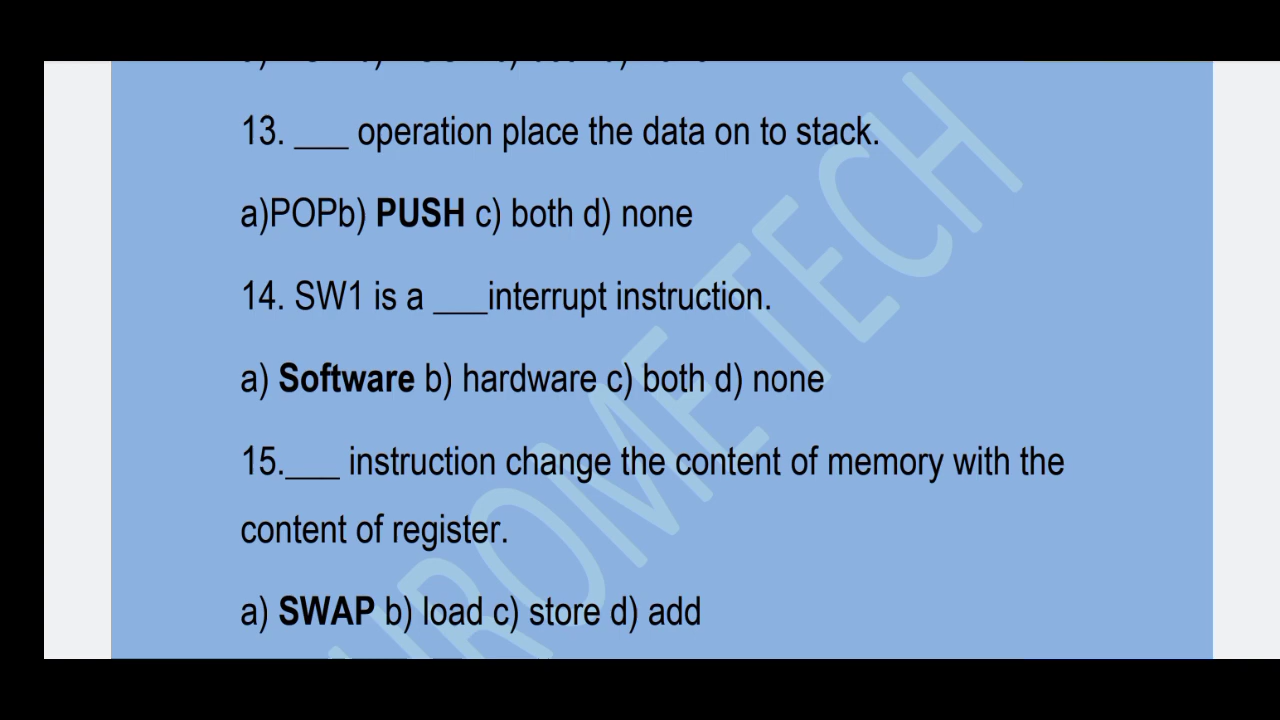 13. ___ operation place the data on to stack.
a)POPb) PUSH c) both d) none
14. SW1 is a ___interrupt instruction.
a) Software b) hardware c) both d) none
15.___ instruction change the content of memory with the
content of register.
a) SWAP b) load c) store d) add